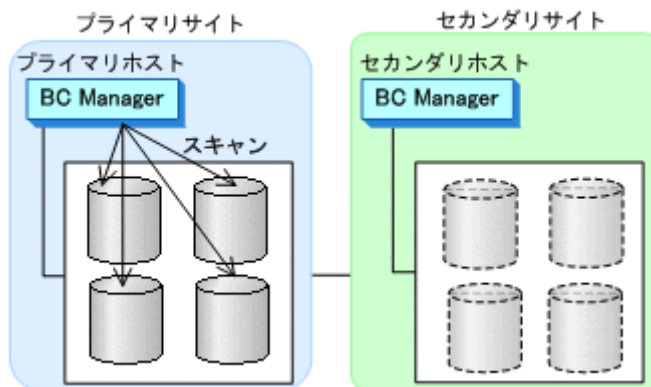 プライマリサイト
プライマリホスト
BC Manager
スキャン
セカンダリサイト
セカンダリホスト
BC Manager